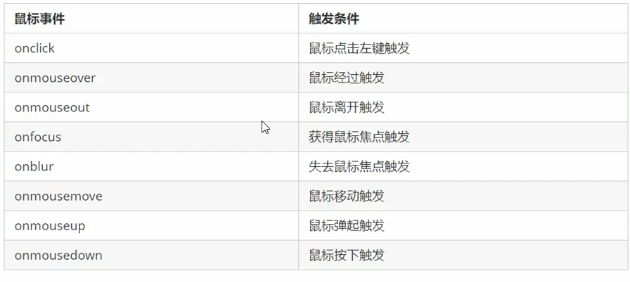 鼠标事件 触发条件
onclick 鼠标点击左键触发
onmouseover 鼠标经过触发
onmouseout 鼠标离开触发
onfocus 获得鼠标焦点触发
onblur 失去鼠标焦点触发
onmousemove 鼠标移动触发
onmouseup 鼠标弹起触发
onmousedown 鼠标按下触发